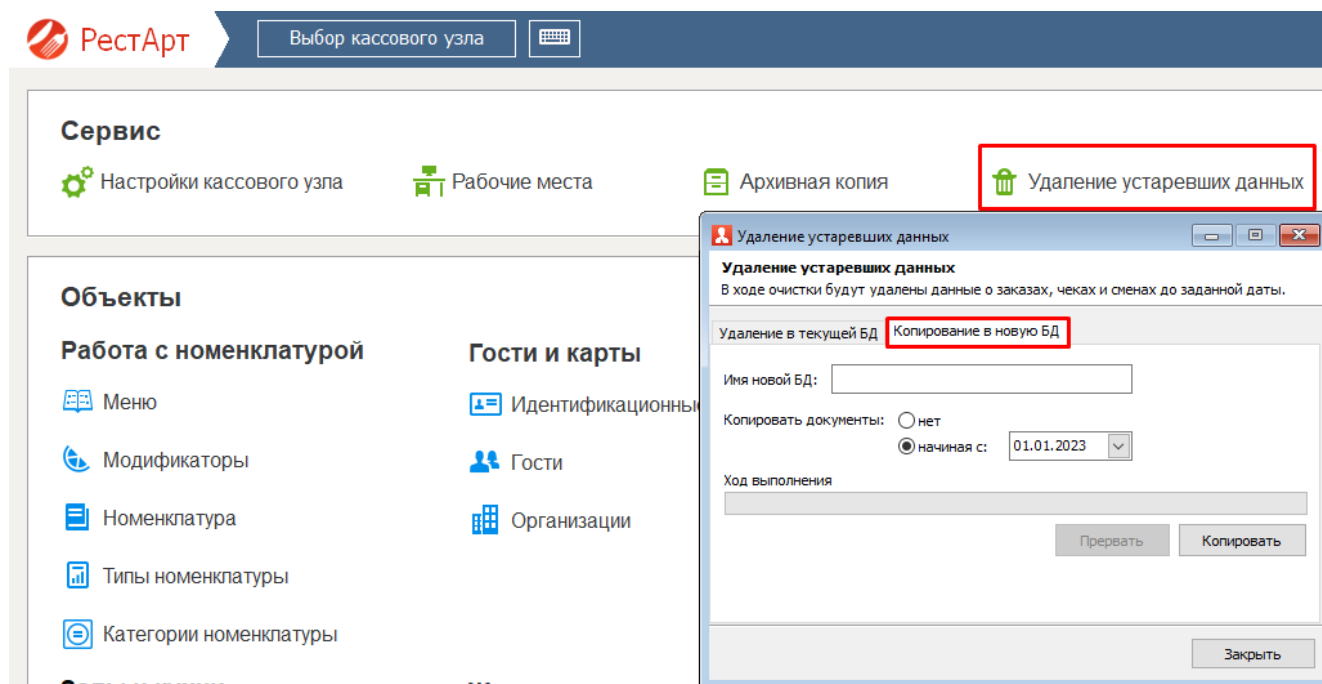 РестАрт
Выбор кассового узла
Сервис
Настройки кассового узла
Рабочие места
Архивная копия
Удаление устаревших данных
Объекты
Работа с номенклатурой
Меню
Модификаторы
Номенклатура
Типы номенклатуры
Категории номенклатуры
Гости и карты
Идентификационные
Гости
Организации
Удаление устаревших данных
Удаление устаревших данных
В ходе очистки будут удалены данные о заказах, чеках и сменах до заданной даты.
Удаление в текущей БД Копирование в новую БД
Имя новой БД:
Копировать документы: нет
начиная с: 01.01.2023
Ход выполнения
Прервать Копировать
Закрыть